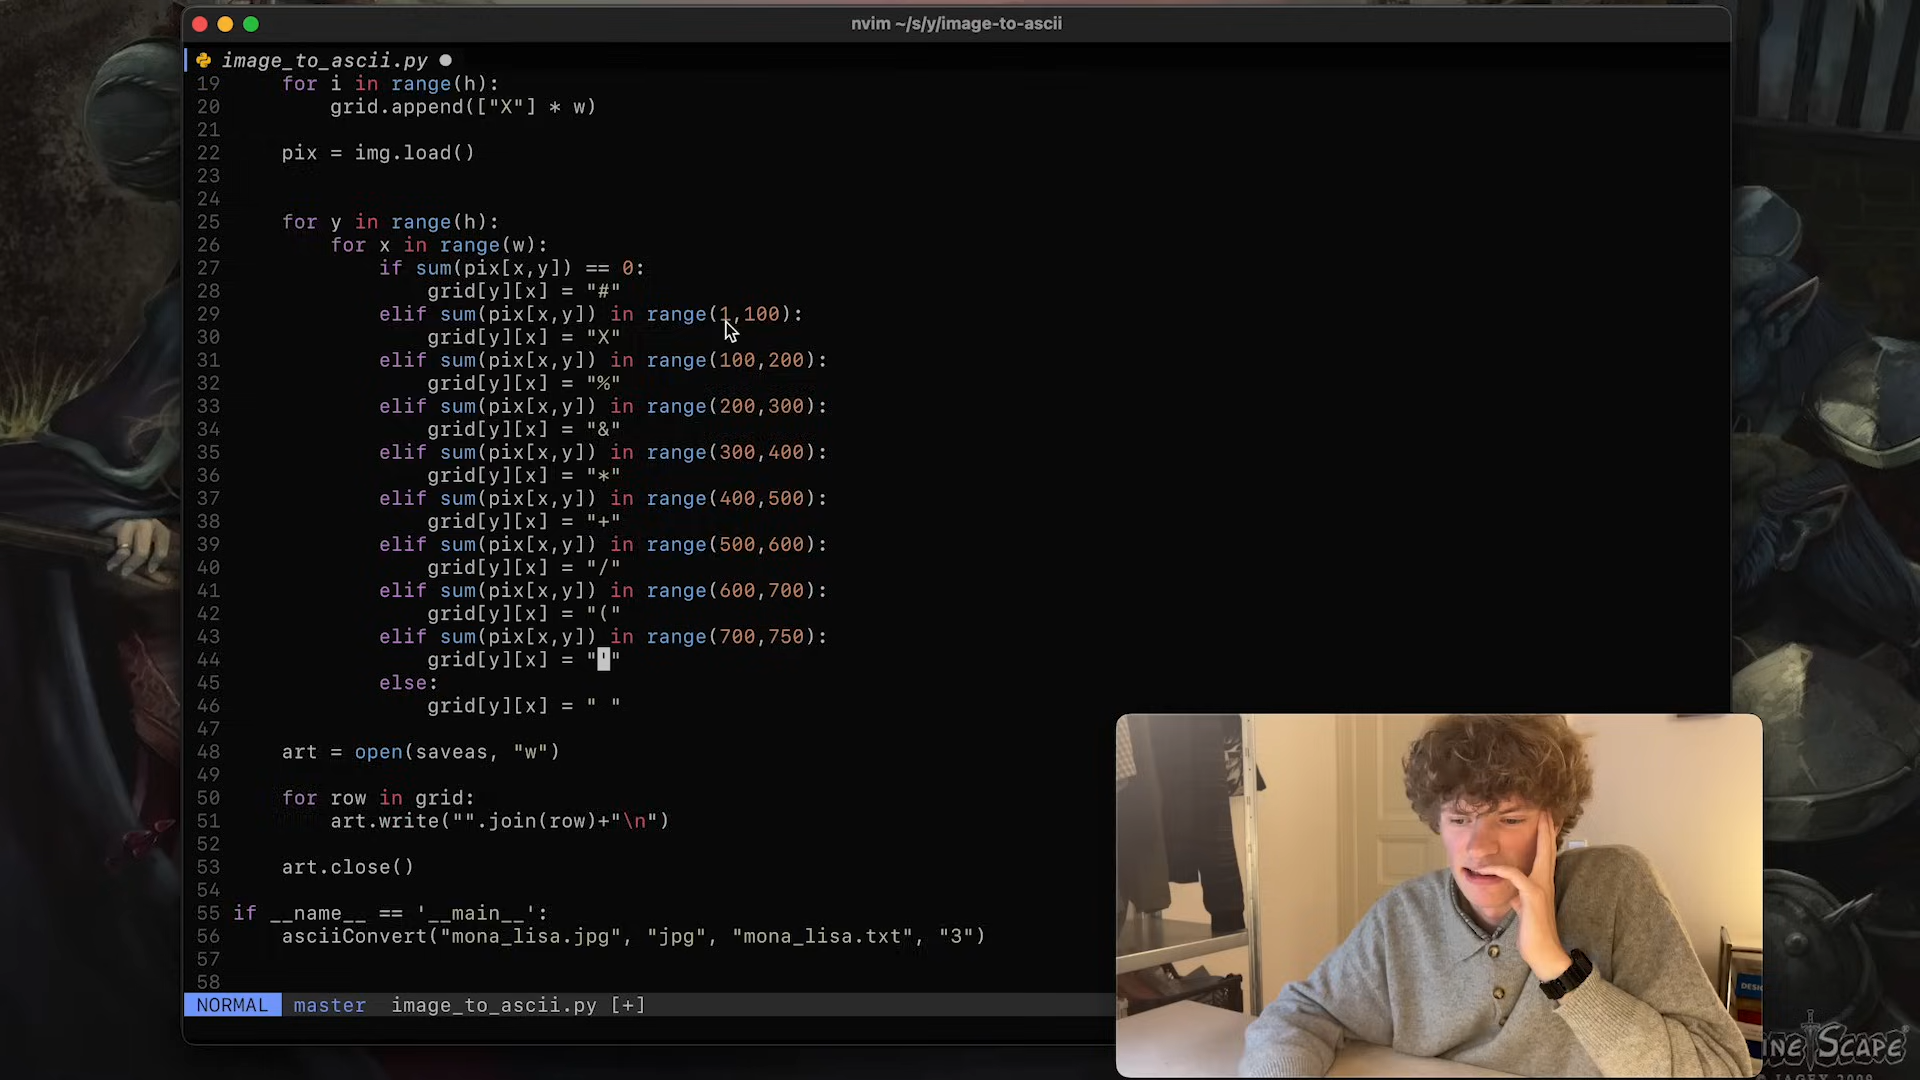 nvim ~/s/y/image-to-ascii
image_to_ascii.py
19 for i in range(h):
20 grid.append(["X"] * w)
21
22 pix = img.load()
23
24
25 for y in range(h):
26 for x in range(w):
27 if sum(pix[x,y]) == 0:
28 grid[y][x] = "#"
29 elif sum(pix[x,y]) in range(1,100):
30 grid[y][x] = "X"
31 elif sum(pix[x,y]) in range(100,200):
32 grid[y][x] = "%"
33 elif sum(pix[x,y]) in range(200,300):
34 grid[y][x] = "&"
35 elif sum(pix[x,y]) in range(300,400):
36 grid[y][x] = "*"
37 elif sum(pix[x,y]) in range(400,500):
38 grid[y][x] = "+"
39 elif sum(pix[x,y]) in range(500,600):
40 grid[y][x] = "/"
41 elif sum(pix[x,y]) in range(600,700):
42 grid[y][x] = "("
43 elif sum(pix[x,y]) in range(700,750):
44 grid[y][x] = "'"
45 else:
46 grid[y][x] = " "
47
48 art = open(saveas, "w")
49
50 for row in grid:
51 art.write("".join(row)+"\n")
52
53 art.close()
54
55 if __name__ == '__main__':
56 asciiConvert("mona_lisa.jpg", "jpg", "mona_lisa.txt", "3")
57
58
NORMAL master image_to_ascii.py [+]
DESI
INE SCAPE